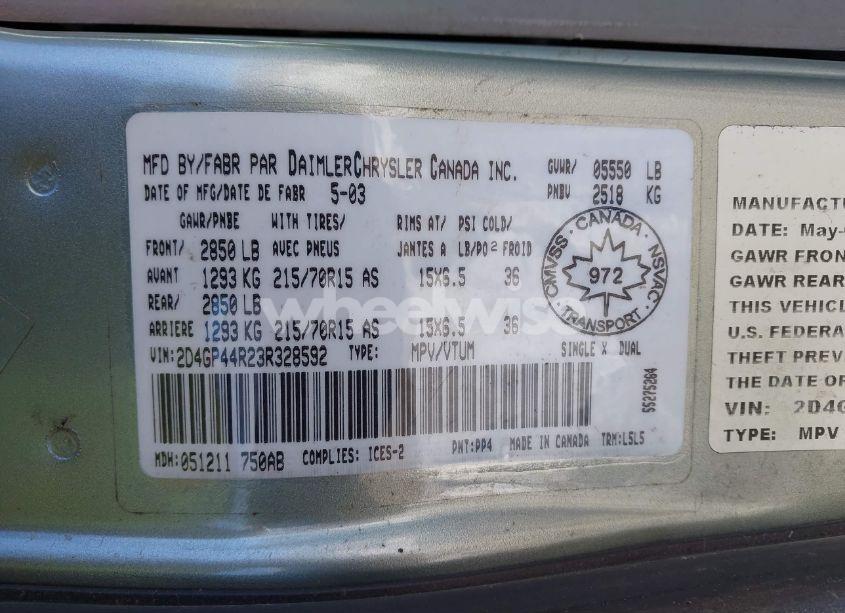 MFD BY/FABR PAR DAIMLERCHRYSLER CANADA INC. GVWR/ 05550 LB
DATE OF MFG/DATE DE FABR 5-03 PNBV 2518 KG
GAWR/PNBE WITH TIRES/ RIMS AT/ PSI COLD/
FRONT/ 2850 LB AVEC PNEUS JANTES A LB/PO2 FROID
AVANT 1293 KG 215/70R15 AS 15X6.5 36
REAR/ 2850 LB
ARRIERE 1293 KG 215/70R15 AS 15X6.5 36
VIN:2D4GP44R23R328592 TYPE: MPV/VTUM SINGLE X DUAL
MDH:051211 750AB COMPLIES: ICES-2 PNT:PP4 MADE IN CANADA TRM:L5L5
55275264
CANADA
CMVSS 972 NSVAC
TRANSPORT
wheelwise
MANUFACTU
DATE: May-
GAWR FRON
GAWR REAR
THIS VEHICL
U.S. FEDERA
THEFT PREVE
THE DATE OF
VIN: 2D4G
TYPE: MPV